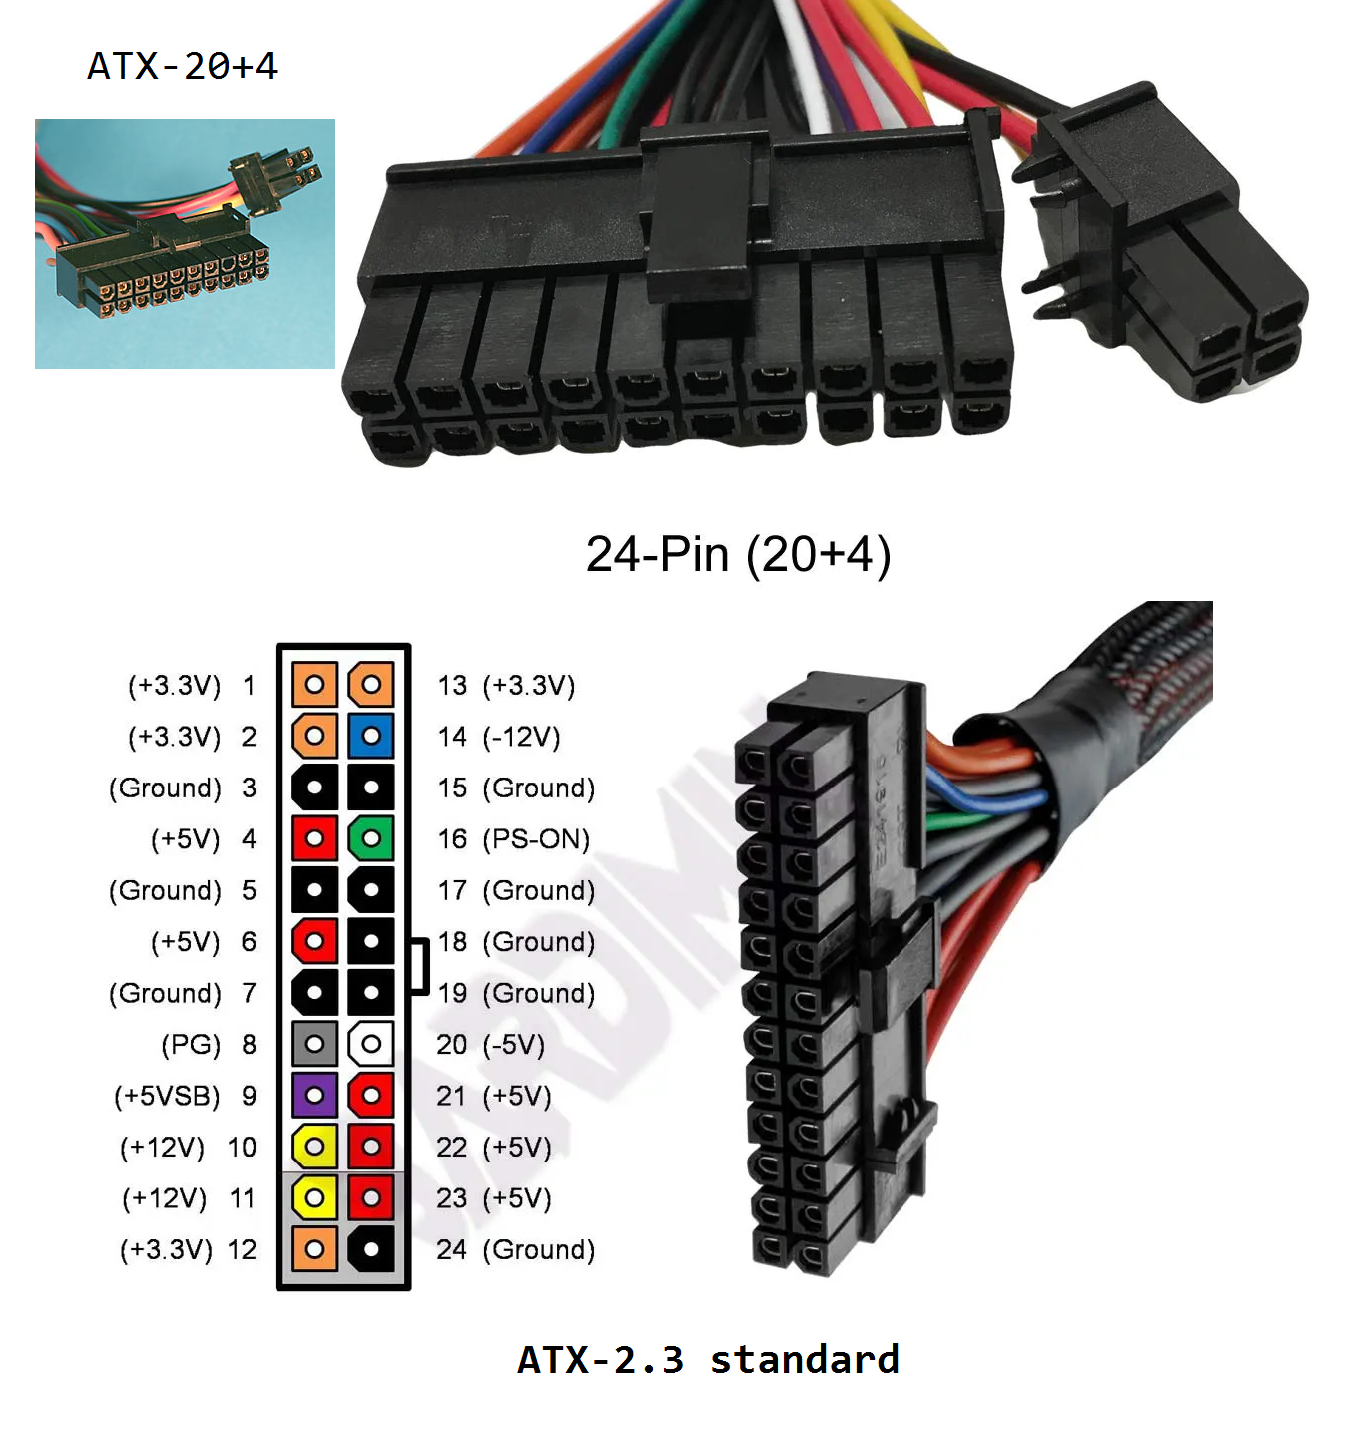 ATX-20+4
24-Pin (20+4)
(+3.3V) 1 13 (+3.3V)
(+3.3V) 2 14 (-12V)
(Ground) 3 15 (Ground)
(+5V) 4 16 (PS-ON)
(Ground) 5 17 (Ground)
(+5V) 6 18 (Ground)
(Ground) 7 19 (Ground)
(PG) 8 20 (-5V)
(+5VSB) 9 21 (+5V)
(+12V) 10 22 (+5V)
(+12V) 11 23 (+5V)
(+3.3V) 12 24 (Ground)
ATX-2.3 standard